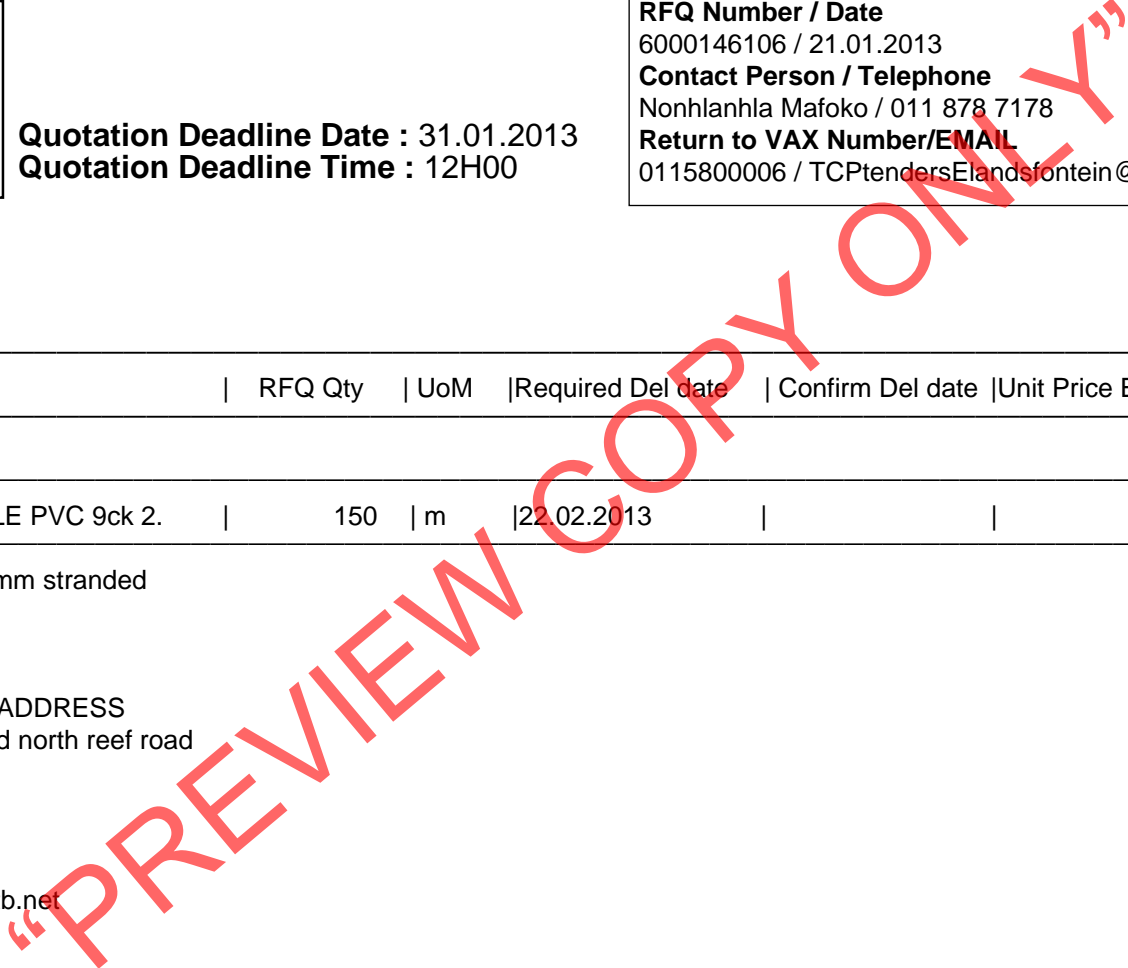 RFQ Number / Date
6000146106 / 21.01.2013
Contact Person / Telephone
Nonhlanhla Mafoko / 011 878 7178
Return to VAX Number/EMAIL
0115800006 / TCPtendersElandsfontein@
Quotation Deadline Date : 31.01.2013
Quotation Deadline Time : 12H00
| RFQ Qty | UoM |Required Del date | Confirm Del date |Unit Price E
LE PVC 9ck 2. | 150 | m |22.02.2013 | |
mm stranded
ADDRESS
d north reef road
b.net
“PREVIEW COPY ONLY”